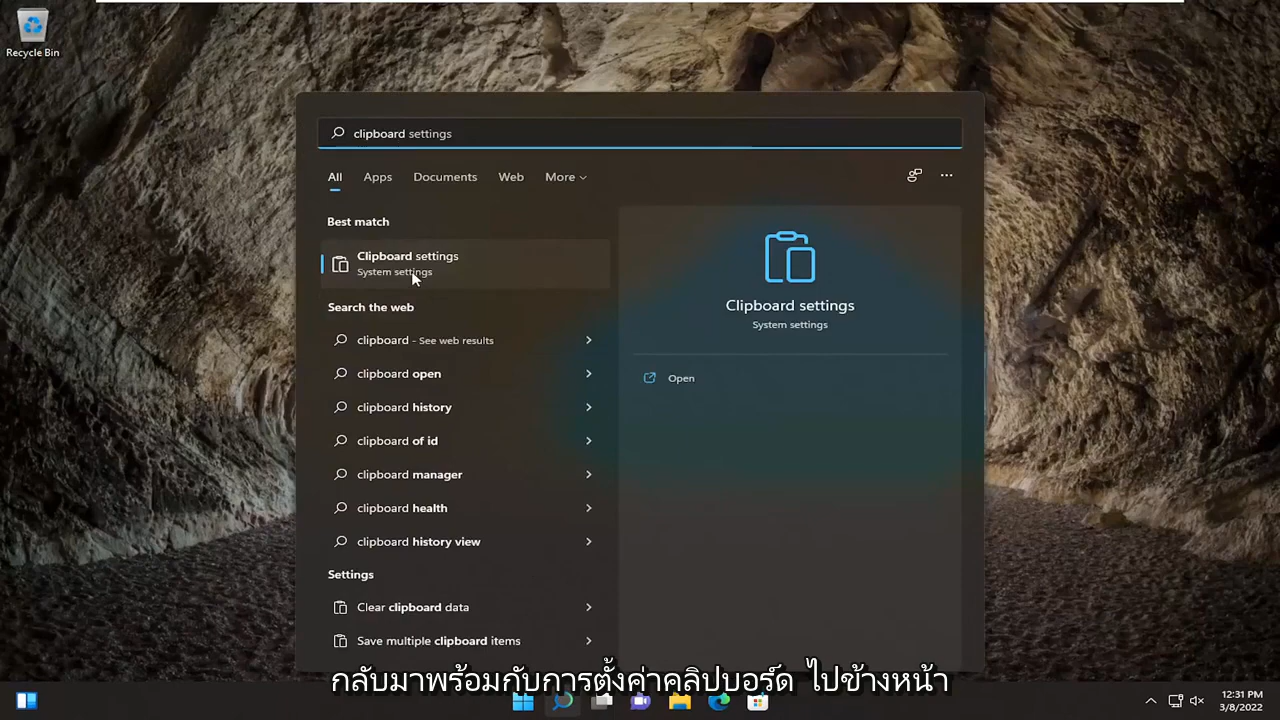 Recycle Bin
clipboard settings
All Apps Documents Web More
Best match
Clipboard settings
System settings
Search the web
clipboard - See web results
clipboard open
clipboard history
clipboard of id
clipboard manager
clipboard health
clipboard history view
Settings
Clear clipboard data
Save multiple clipboard items
Clipboard settings
System settings
Open
กลับมาพร้อมกับการตั้งค่าคลิปบอร์ด ไปข้างหน้า
12:31 PM
3/8/2022